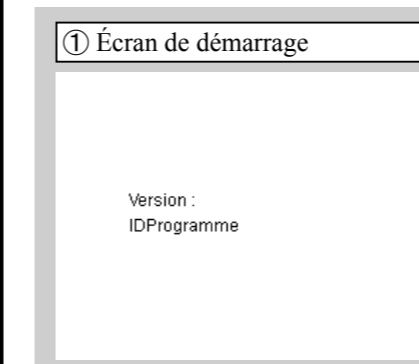 ① Écran de démarrage
Version :
IDProgramme